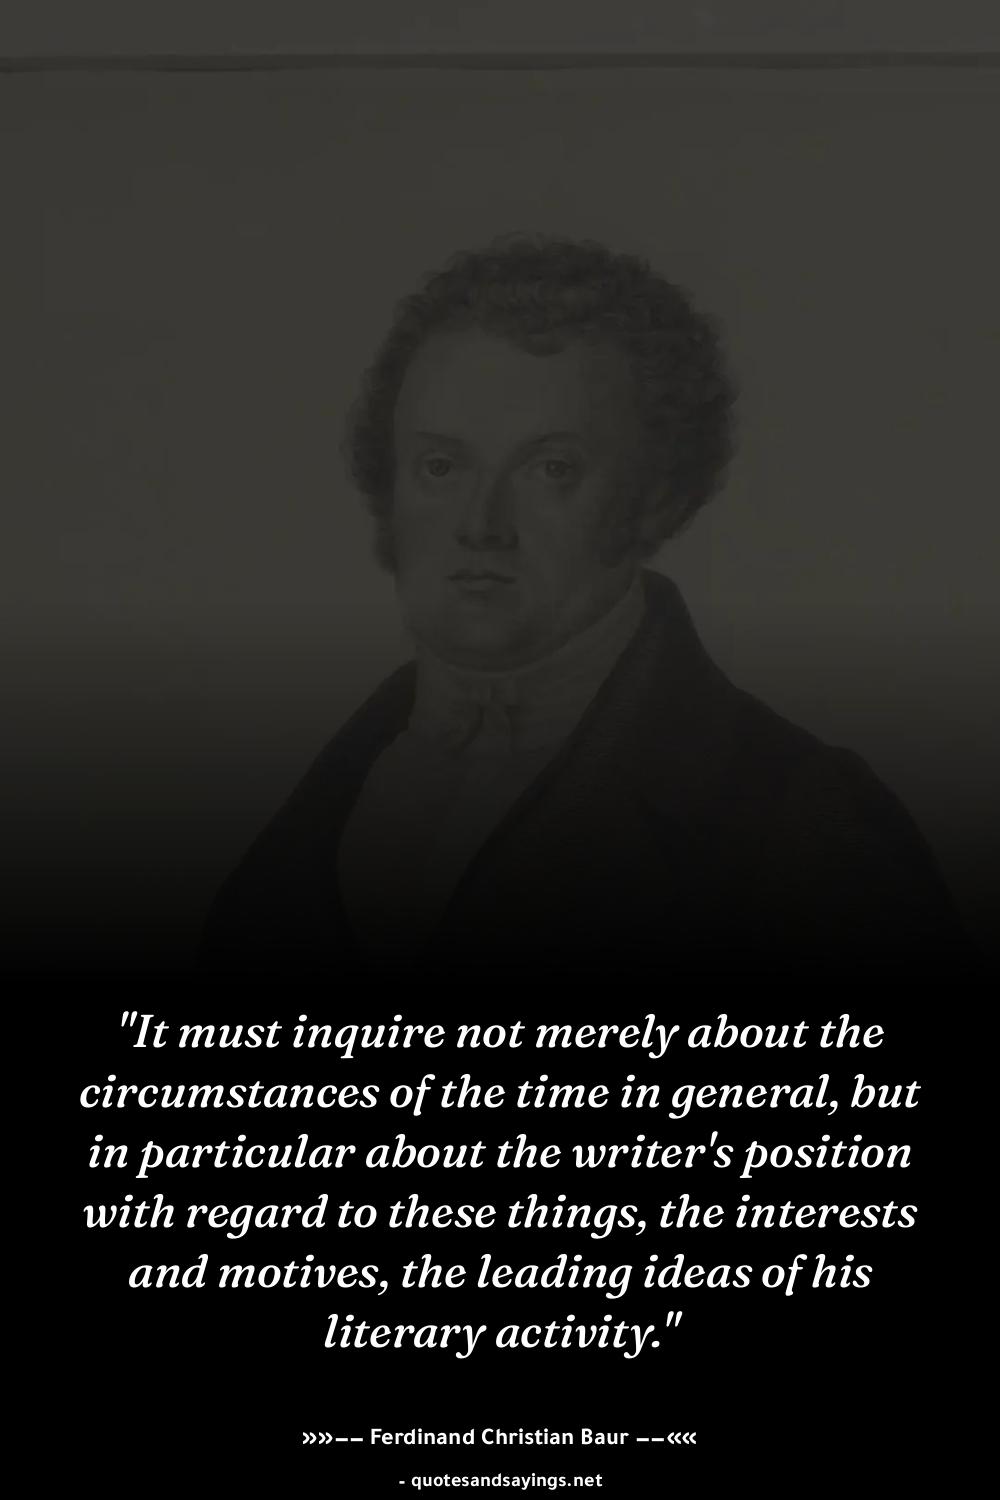 "It must inquire not merely about the
circumstances of the time in general, but
in particular about the writer's position
with regard to these things, the interests
and motives, the leading ideas of his
literary activity."
»»−− Ferdinand Christian Baur −−««
- quotesandsayings.net